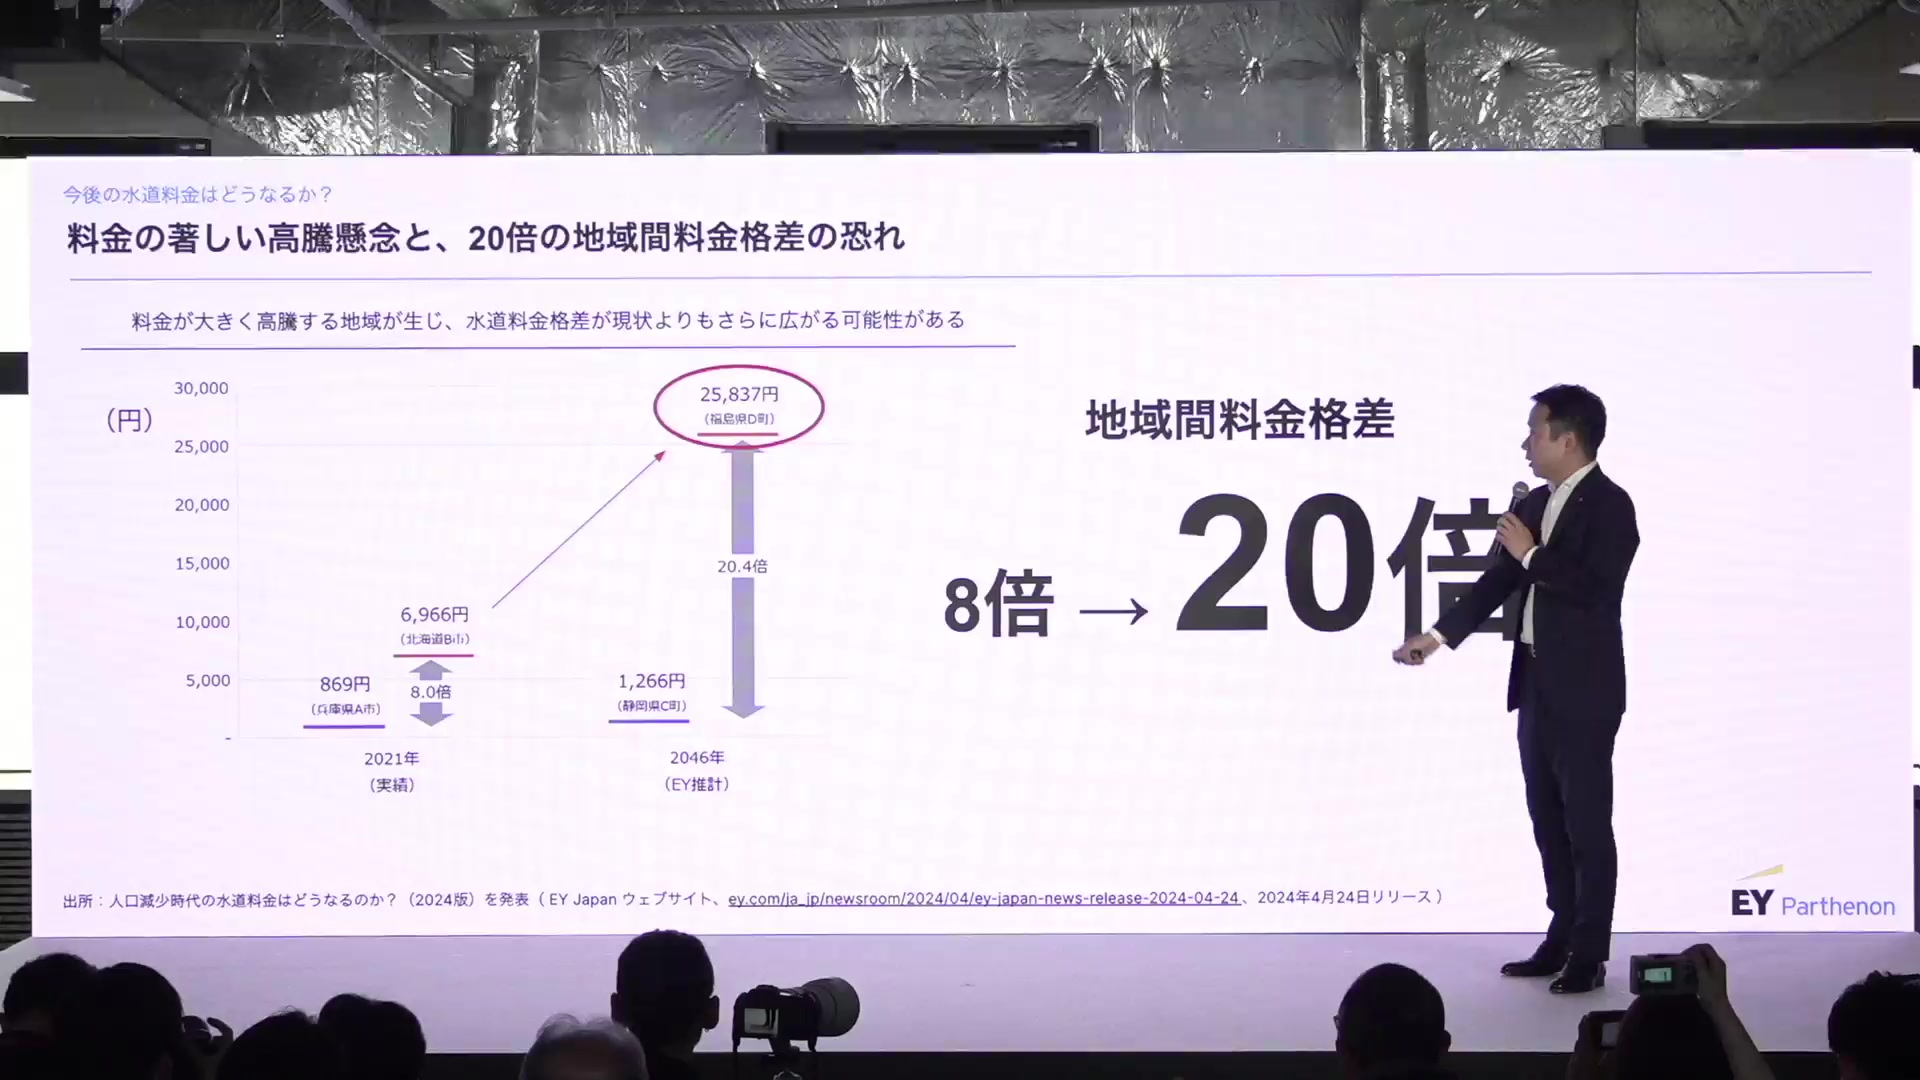 今後の水道料金はどうなるか？
料金の著しい高騰懸念と、20倍の地域間料金格差の恐れ
料金が大きく高騰する地域が生じ、水道料金格差が現状よりもさらに広がる可能性がある
（円）
30,000
25,000
20,000
15,000
10,000
5,000
-
869円
（兵庫県A市）
6,966円
（北海道B市）
8.0倍
2021年
（実績）
1,266円
（静岡県C町）
25,837円
（福島県D町）
20.4倍
2046年
（EY推計）
地域間料金格差
8倍 → 20倍
出所：人口減少時代の水道料金はどうなるのか？（2024版）を発表（ EY Japan ウェブサイト、ey.com/ja_jp/newsroom/2024/04/ey-japan-news-release-2024-04-24、2024年4月24日リリース ）
EY Parthenon